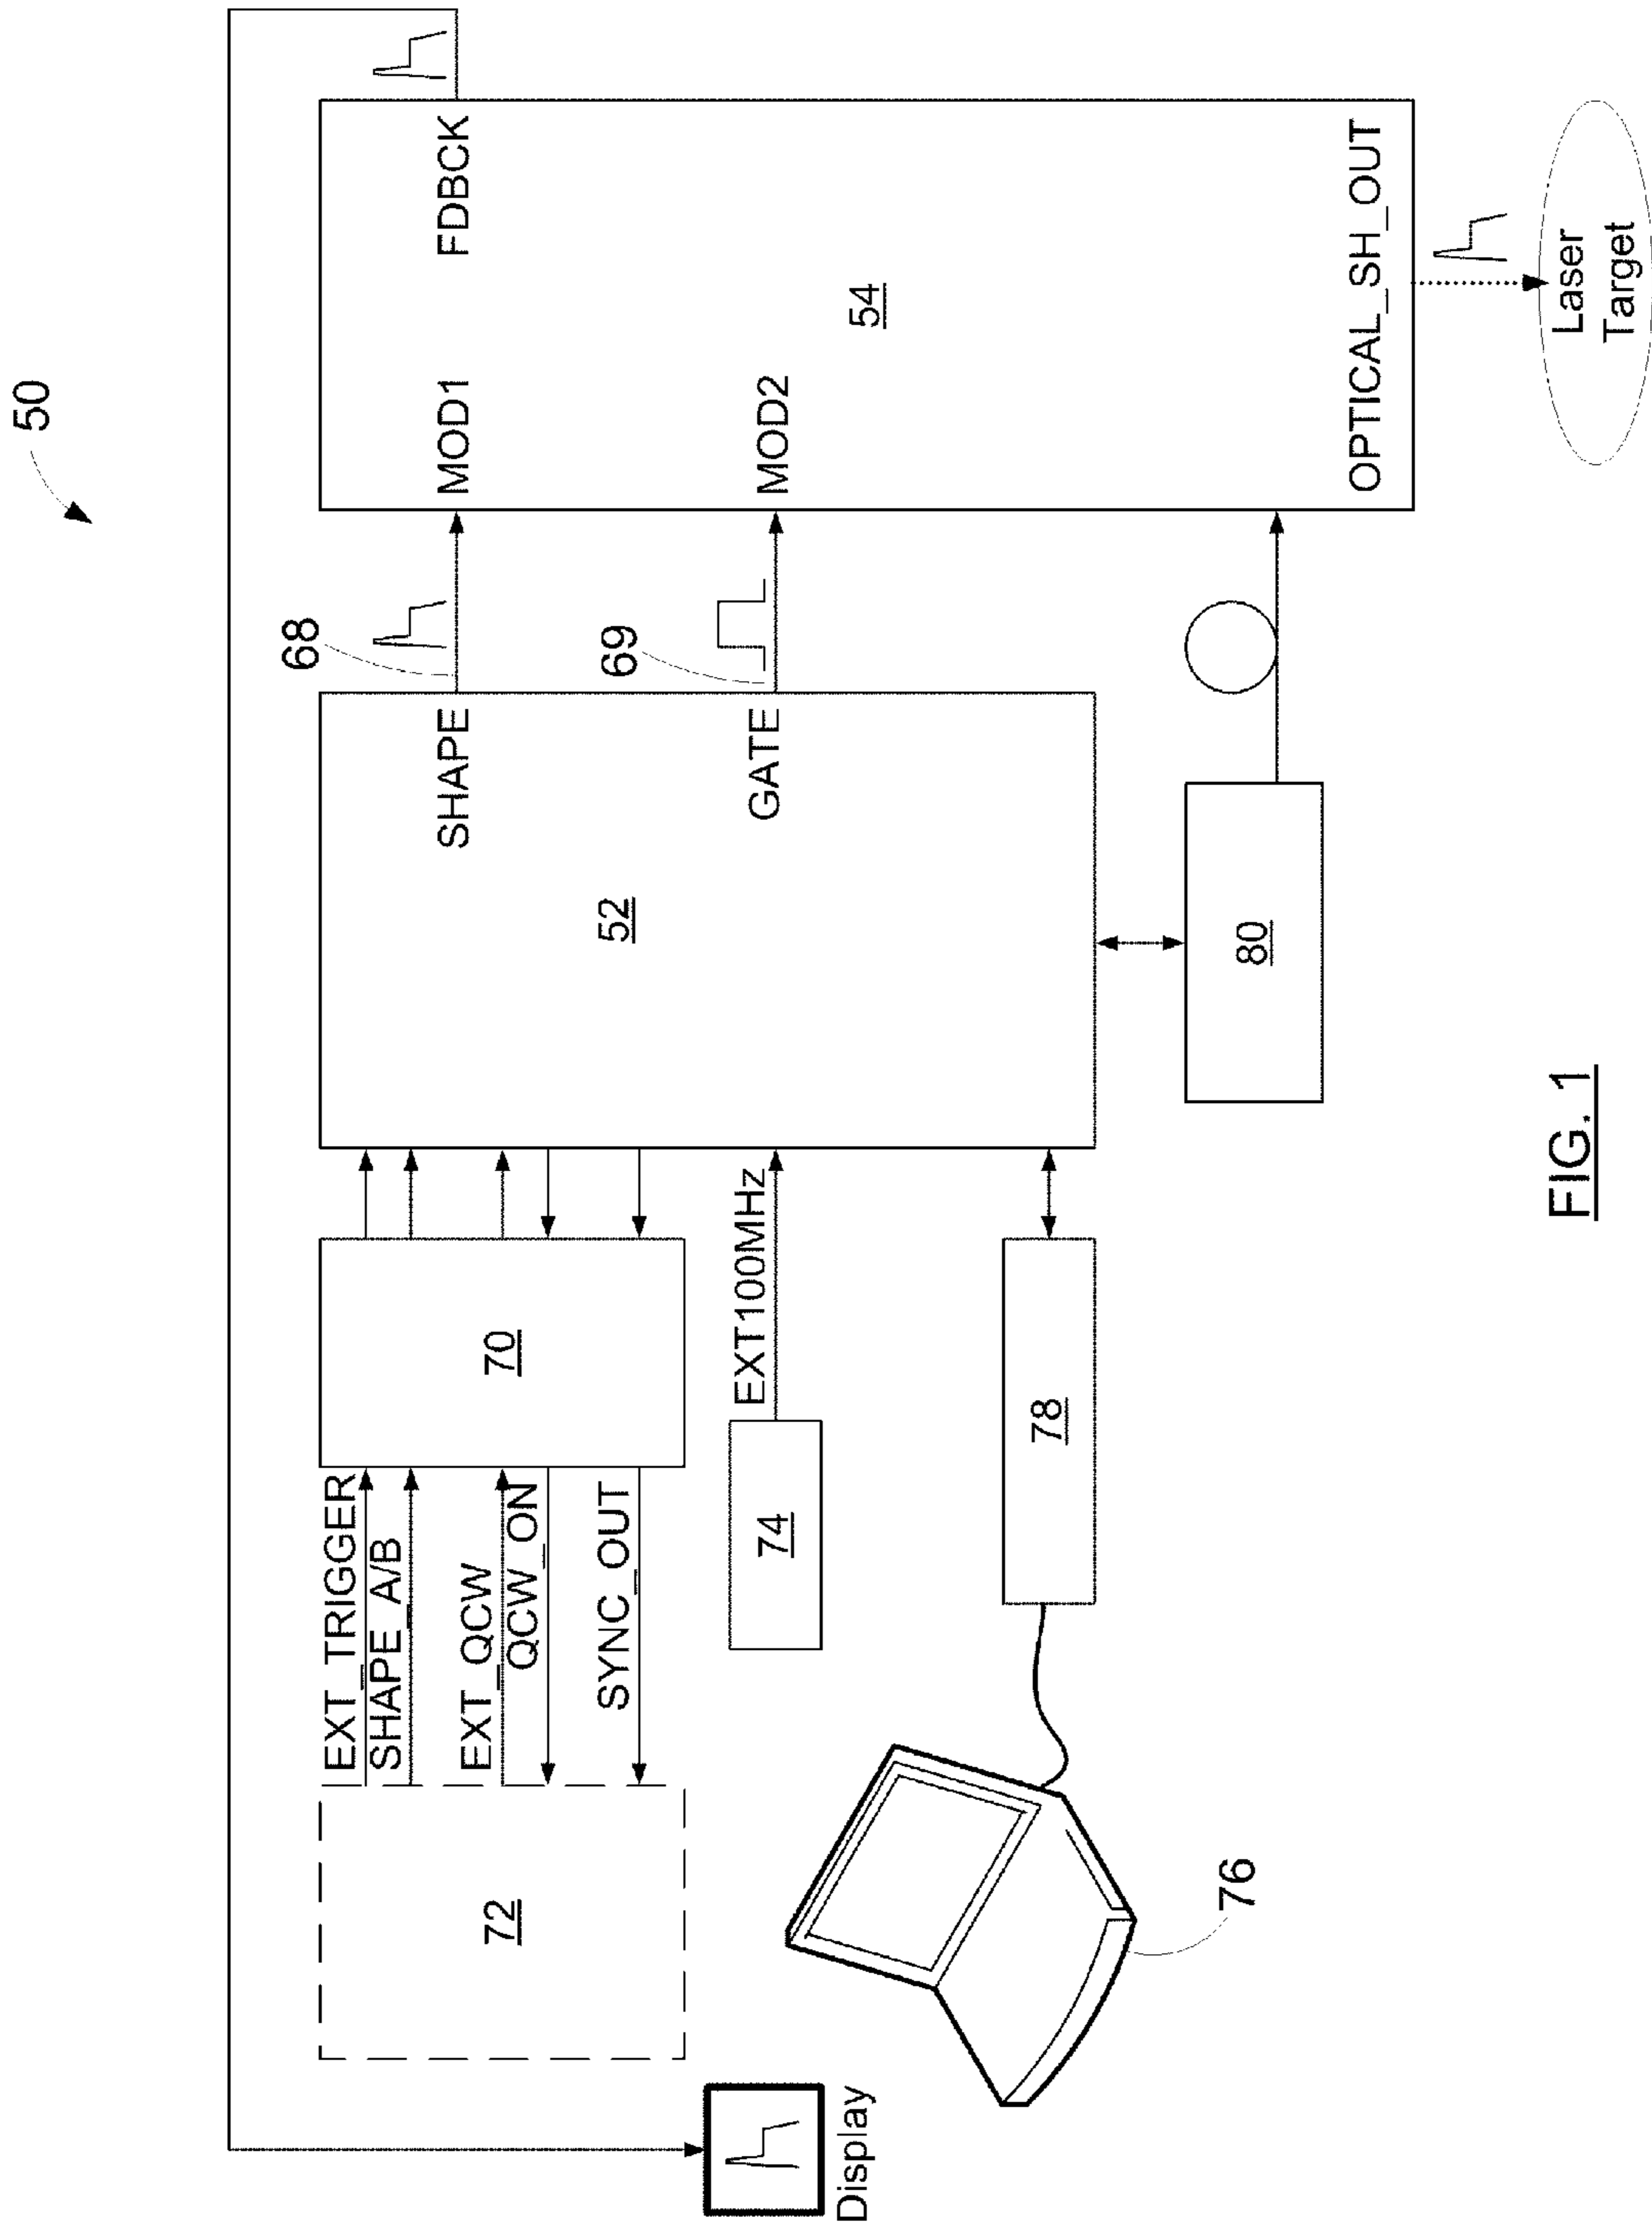 50
68
69
SHAPE
GATE
52
MOD1
FDBCK
MOD2
54
OPTICAL_SH_OUT
Laser
Target
EXT_TRIGGER
SHAPE_A/B
EXT_QCW
QCW_ON
SYNC_OUT
70
72
EXT100MHz
74
78
76
80
Display
FIG. 1